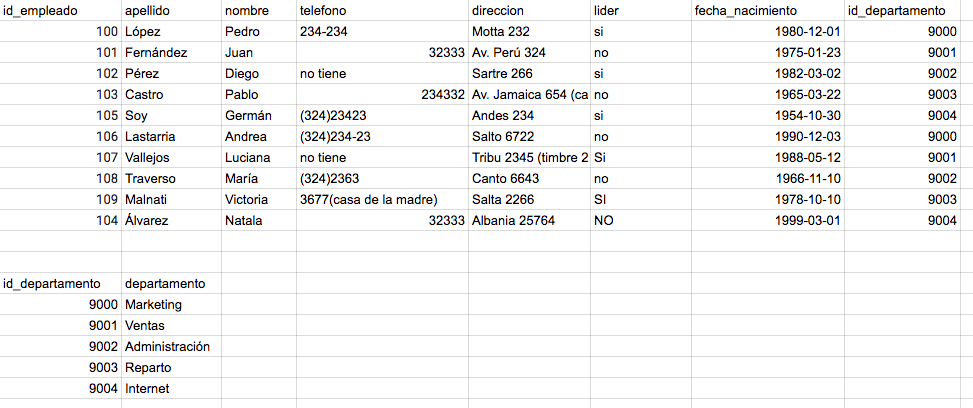 id_empleado apellido nombre telefono direccion lider fecha_nacimiento id_departamento
100 López Pedro 234-234 Motta 232 si 1980-12-01 9000
101 Fernández Juan 32333 Av. Perú 324 no 1975-01-23 9001
102 Pérez Diego no tiene Sartre 266 si 1982-03-02 9002
103 Castro Pablo 234332 Av. Jamaica 654 (ca no 1965-03-22 9003
105 Soy Germán (324)23423 Andes 234 si 1954-10-30 9004
106 Lastarria Andrea (324)234-23 Salto 6722 no 1990-12-03 9000
107 Vallejos Luciana no tiene Tribu 2345 (timbre 2 Si 1988-05-12 9001
108 Traverso María (324)2363 Canto 6643 no 1966-11-10 9002
109 Malnati Victoria 3677(casa de la madre) Salta 2266 SI 1978-10-10 9003
104 Álvarez Natala 32333 Albania 25764 NO 1999-03-01 9004
id_departamento departamento
9000 Marketing
9001 Ventas
9002 Administración
9003 Reparto
9004 Internet